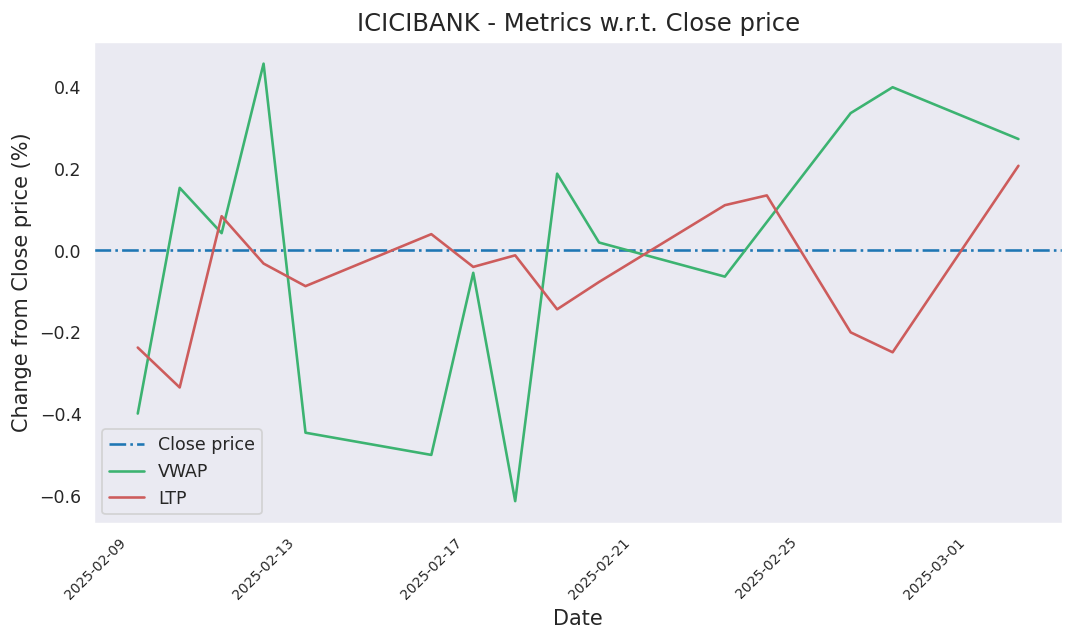 ICICIBANK - Metrics w.r.t. Close price
Change from Close price (%)
0.4
0.2
0.0
−0.2
−0.4
−0.6
Close price
VWAP
LTP
2025-02-09
2025-02-13
2025-02-17
2025-02-21
2025-02-25
2025-03-01
Date